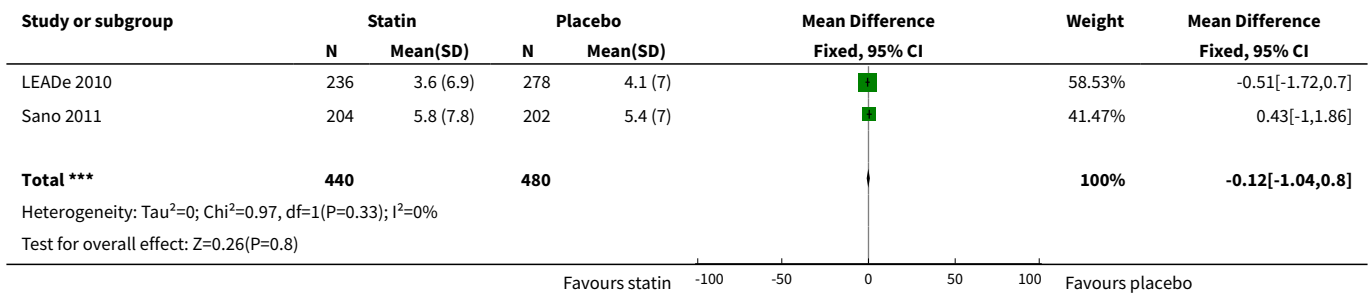 Study or subgroup Statin Placebo Mean Difference Weight Mean Difference
N Mean(SD) N Mean(SD) Fixed, 95% CI Fixed, 95% CI
LEADe 2010 236 3.6 (6.9) 278 4.1 (7) 58.53% -0.51[-1.72,0.7]
Sano 2011 204 5.8 (7.8) 202 5.4 (7) 41.47% 0.43[-1,1.86]
Total *** 440 480 100% -0.12[-1.04,0.8]
Heterogeneity: Tau²=0; Chi²=0.97, df=1(P=0.33); I²=0%
Test for overall effect: Z=0.26(P=0.8)
Favours statin -100 -50 0 50 100 Favours placebo